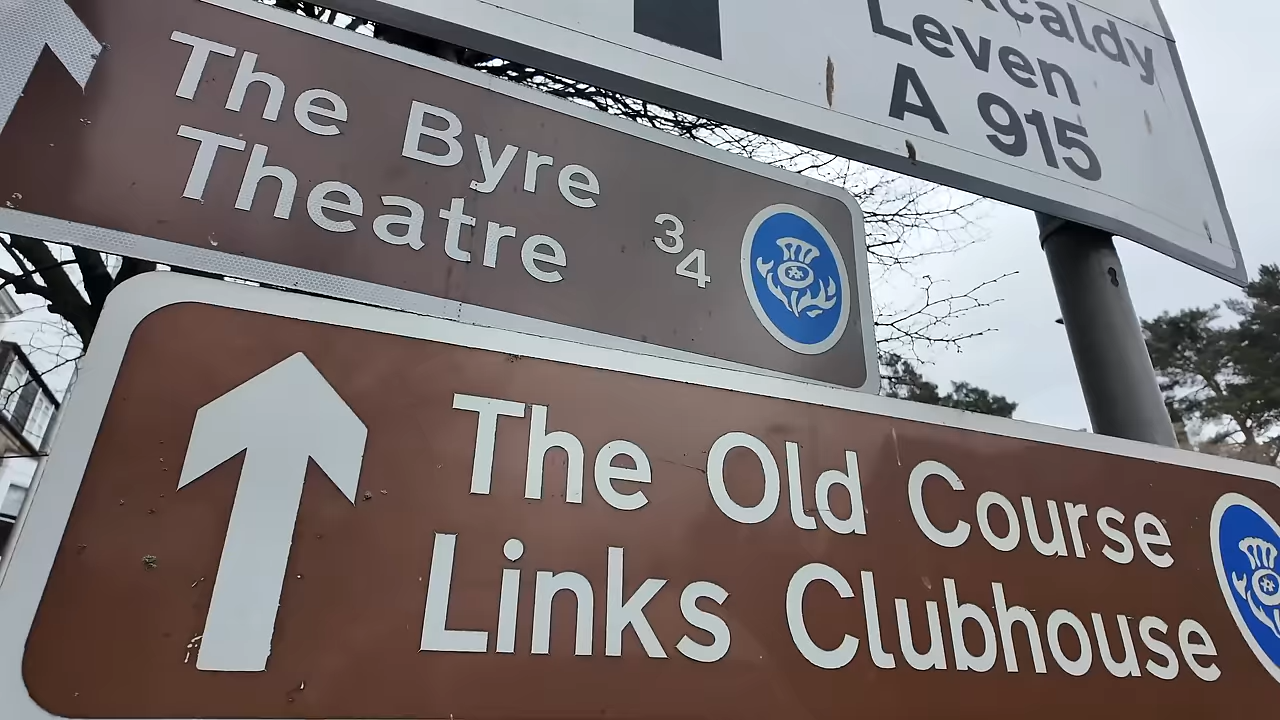 Leven
A 915
The Byre
Theatre
3/4
The Old Course
Links Clubhouse